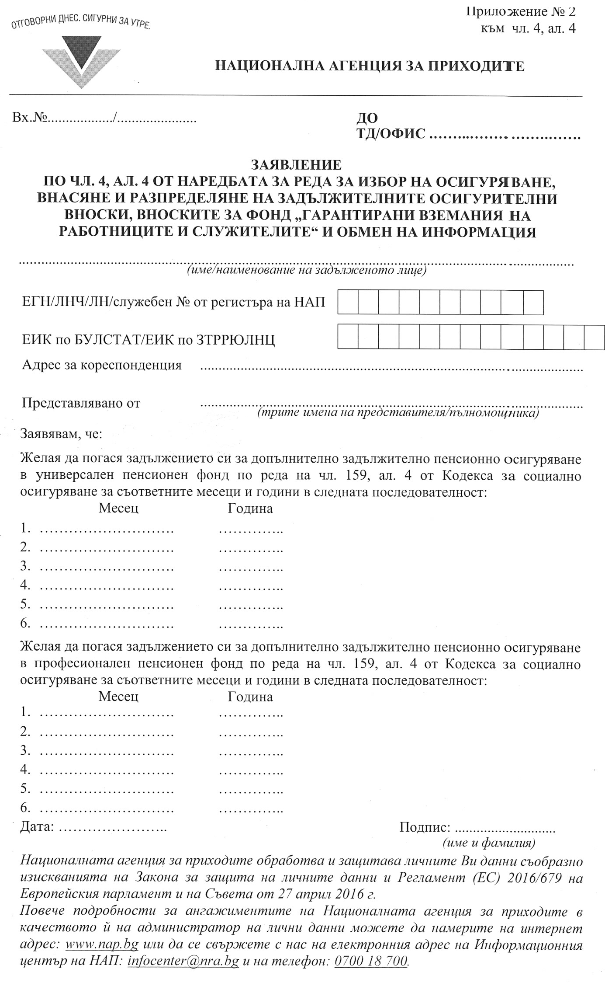 Приложение № 2
към чл. 4, ал. 4
ОТГОВОРНИ ДНЕС. СИГУРНИ ЗА УТРЕ.
НАЦИОНАЛНА АГЕНЦИЯ ЗА ПРИХОДИТЕ
Вх.№................../......................
ДО
ТД/ОФИС ……..…….. ……..…….
ЗАЯВЛЕНИЕ
ПО ЧЛ. 4, АЛ. 4 ОТ НАРЕДБАТА ЗА РЕДА ЗА ИЗБОР НА ОСИГУРЯВАНЕ,
ВНАСЯНЕ И РАЗПРЕДЕЛЯНЕ НА ЗАДЪЛЖИТЕЛНИТЕ ОСИГУРИТЕЛНИ
ВНОСКИ, ВНОСКИТЕ ЗА ФОНД „ГАРАНТИРАНИ ВЗЕМАНИЯ НА
РАБОТНИЦИТЕ И СЛУЖИТЕЛИТЕ“ И ОБМЕН НА ИНФОРМАЦИЯ
..........................................................................................
(име/наименование на задълженото лице)
ЕГН/ЛНЧ/ЛН/служебен № от регистъра на НАП
ЕИК по БУЛСТАТ/ЕИК по ЗТРРЮЛНЦ
Адрес за кореспонденция ..........................................................................
Представлявано от ..........................................................................
(трите имена на представителя/пълномощника)
Заявявам, че:
Желая да погася задължението си за допълнително задължително пенсионно осигуряване
в универсален пенсионен фонд по реда на чл. 159, ал. 4 от Кодекса за социално
осигуряване за съответните месеци и години в следната последователност:
Месец Година
1. ………………………. …………..
2. ………………………. …………..
3. ………………………. …………..
4. ………………………. …………..
5. ………………………. …………..
6. ………………………. …………..
Желая да погася задължението си за допълнително задължително пенсионно осигуряване
в професионален пенсионен фонд по реда на чл. 159, ал. 4 от Кодекса за социално
осигуряване за съответните месеци и години в следната последователност:
Месец Година
1. ………………………. …………..
2. ………………………. …………..
3. ………………………. …………..
4. ………………………. …………..
5. ………………………. …………..
6. ………………………. …………..
Дата: ………………….. Подпис: ............................
(име и фамилия)
Националната агенция за приходите обработва и защитава личните Ви данни съобразно
изискванията на Закона за защита на личните данни и Регламент (ЕС) 2016/679 на
Европейския парламент и на Съвета от 27 април 2016 г.
Повече подробности за ангажиментите на Националната агенция за приходите в
качеството й на администратор на лични данни можете да намерите на интернет
адрес: www.nap.bg или да се свържете с нас на електронния адрес на Информационния
център на НАП: infocenter@nra.bg и на телефон: 0700 18 700.